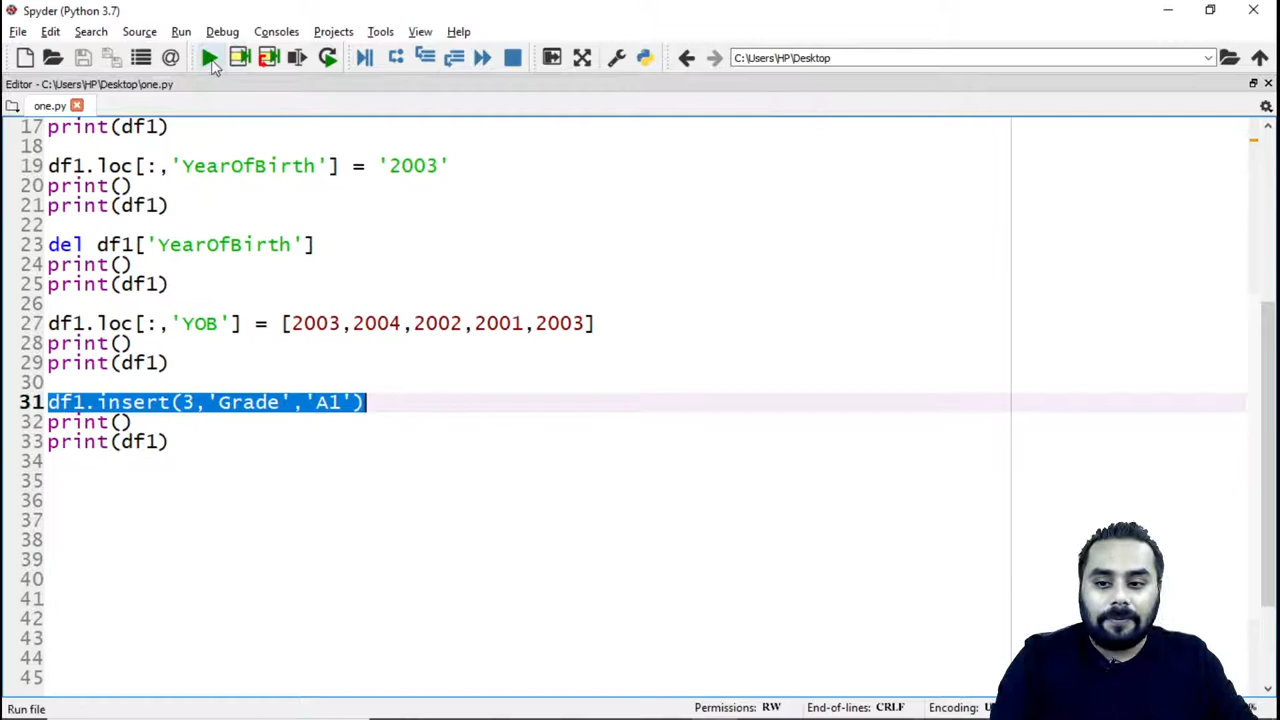 Spyder (Python 3.7)
File Edit Search Source Run Debug Consoles Projects Tools View Help
C:\Users\HP\Desktop
Editor - C:\Users\HP\Desktop\one.py
one.py
17 print(df1)
18
19 df1.loc[:,'YearOfBirth'] = '2003'
20 print()
21 print(df1)
22
23 del df1['YearOfBirth']
24 print()
25 print(df1)
26
27 df1.loc[:,'YOB'] = [2003,2004,2002,2001,2003]
28 print()
29 print(df1)
30
31 df1.insert(3,'Grade','A1')
32 print()
33 print(df1)
34
35
36
37
38
39
40
41
42
43
44
45
Run file Permissions: RW End-of-lines: CRLF Encoding: